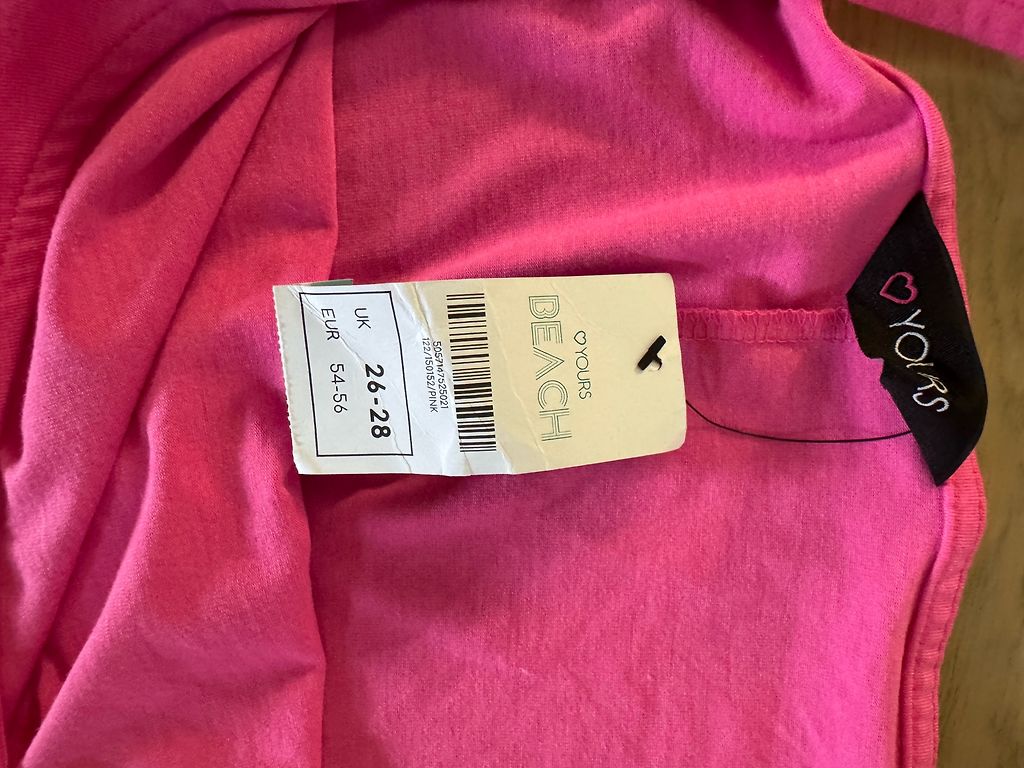 ♡YOURS
BEACH
5057147525021
122/150152/PINK
UK 26-28
EUR 54-56
♡ YOURS